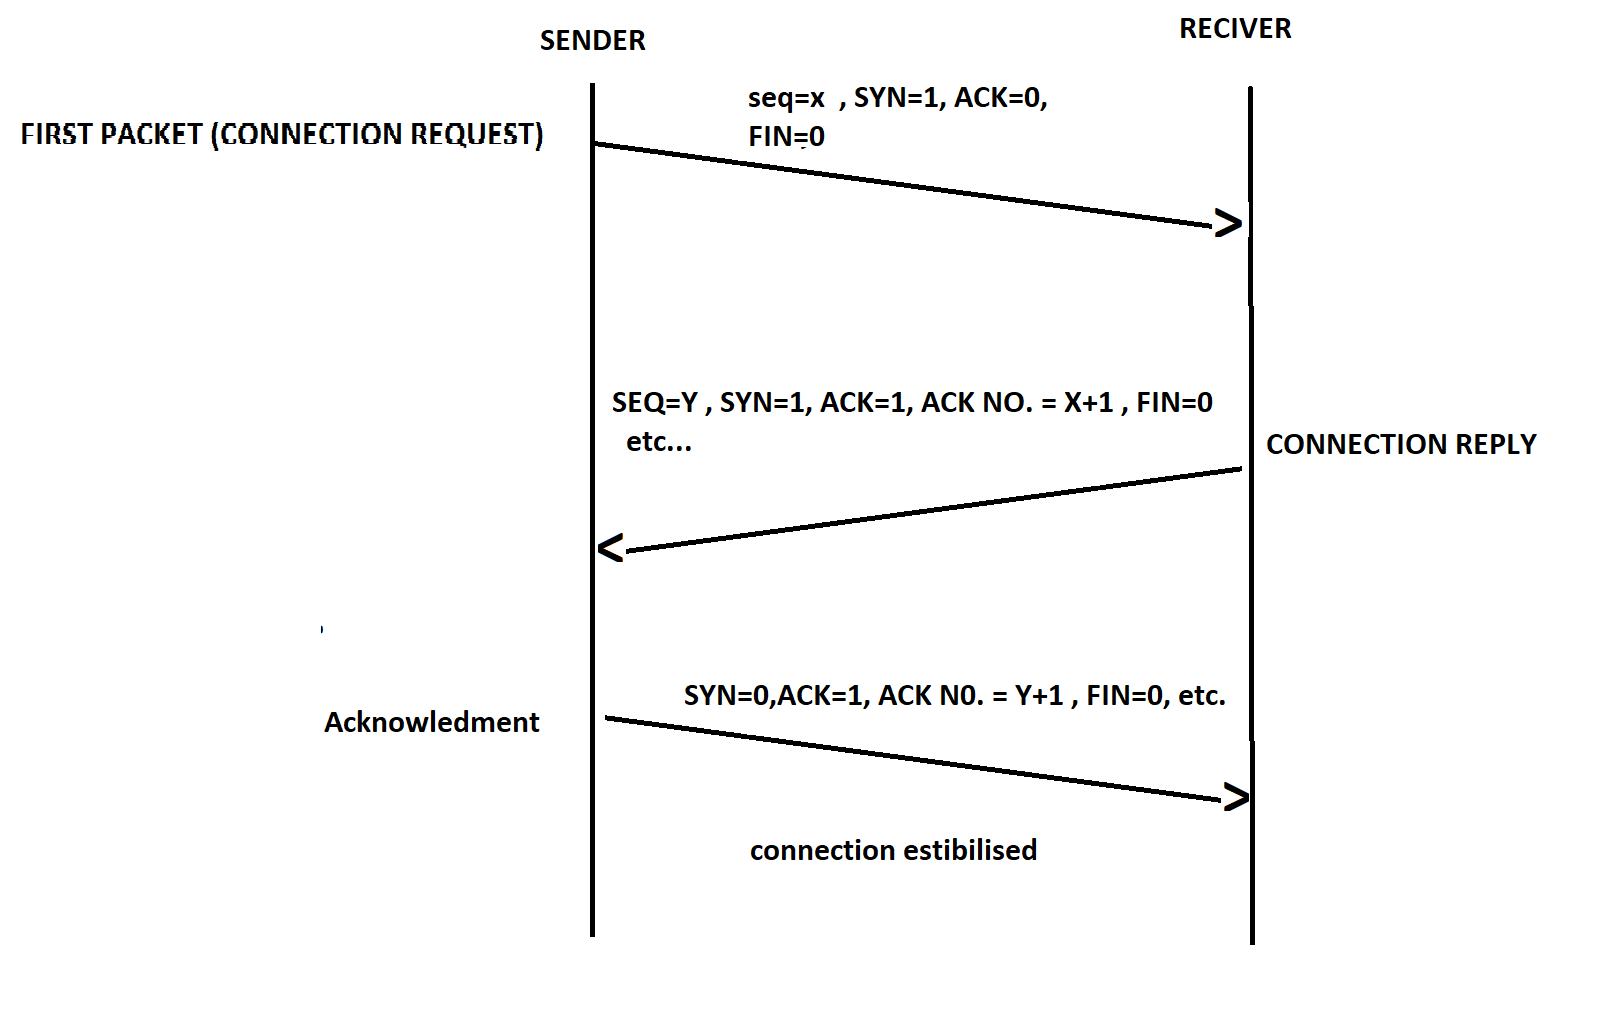 SENDER
RECIVER
seq=x , SYN=1, ACK=0,
FIN=0
FIRST PACKET (CONNECTION REQUEST)
>
SEQ=Y , SYN=1, ACK=1, ACK NO. = X+1 , FIN=0
etc...
CONNECTION REPLY
<
SYN=0,ACK=1, ACK N0. = Y+1 , FIN=0, etc.
Acknowledment
>
connection estibilised